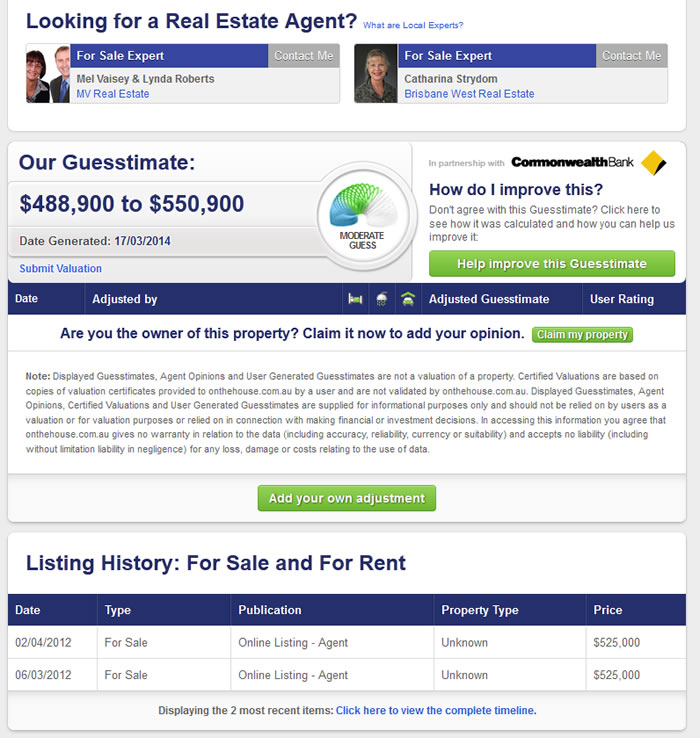 Looking for a Real Estate Agent? What are Local Experts?
For Sale Expert Contact Me
Mel Vaisey & Lynda Roberts
MV Real Estate
For Sale Expert Contact Me
Catharina Strydom
Brisbane West Real Estate
Our Guesstimate:
$488,900 to $550,900
Date Generated: 17/03/2014
Submit Valuation
MODERATE
GUESS
In partnership with CommonwealthBank
How do I improve this?
Don't agree with this Guesstimate? Click here to
see how it was calculated and how you can help us
improve it:
Help improve this Guesstimate
Date Adjusted by Adjusted Guesstimate User Rating
Are you the owner of this property? Claim it now to add your opinion. Claim my property
Note: Displayed Guesstimates, Agent Opinions and User Generated Guesstimates are not a valuation of a property. Certified Valuations are based on
copies of valuation certificates provided to onthehouse.com.au by a user and are not validated by onthehouse.com.au. Displayed Guesstimates, Agent
Opinions, Certified Valuations and User Generated Guesstimates are supplied for informational purposes only and should not be relied on by users as a
valuation or for valuation purposes or relied on in connection with making financial or investment decisions. In accessing this information you agree that
onthehouse.com.au gives no warranty in relation to the data (including accuracy, reliability, currency or suitability) and accepts no liability (including
without limitation liability in negligence) for any loss, damage or costs relating to the use of data.
Add your own adjustment
Listing History: For Sale and For Rent
Date Type Publication Property Type Price
02/04/2012 For Sale Online Listing - Agent Unknown $525,000
06/03/2012 For Sale Online Listing - Agent Unknown $525,000
Displaying the 2 most recent items: Click here to view the complete timeline.